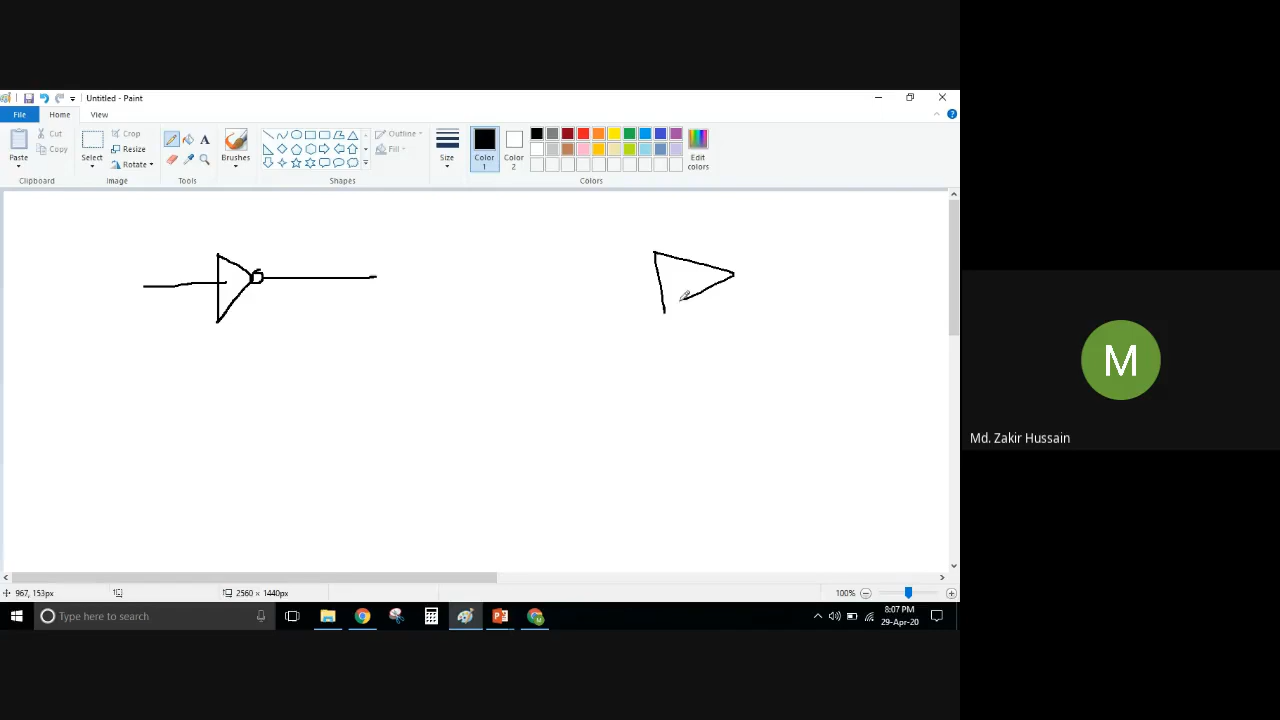 Untitled - Paint
File Home View
Paste
Cut
Copy
Clipboard
Select
Crop
Resize
Rotate
Image
A
Tools
Brushes
Outline
Fill
Shapes
Size
Color 1
Color 2
Edit colors
Colors
M
Md. Zakir Hussain
967, 153px
2560 × 1440px
100%
Type here to search
8:07 PM
29-Apr-20